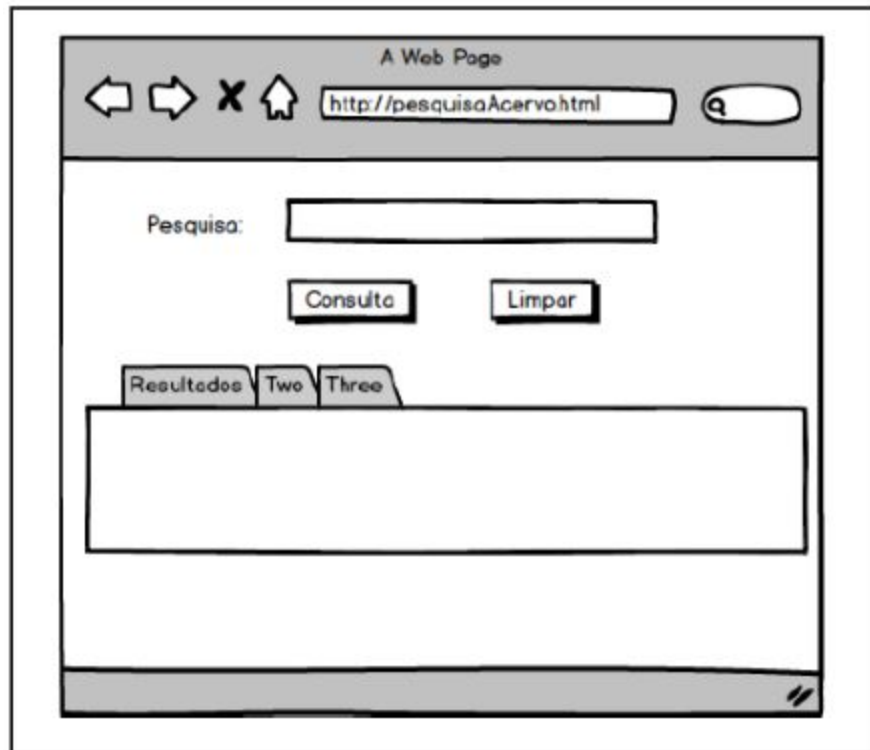 A Web Page
http://pesquisaAcervo.html
Pesquisa:
Consulta
Limpar
Resultados Two Three